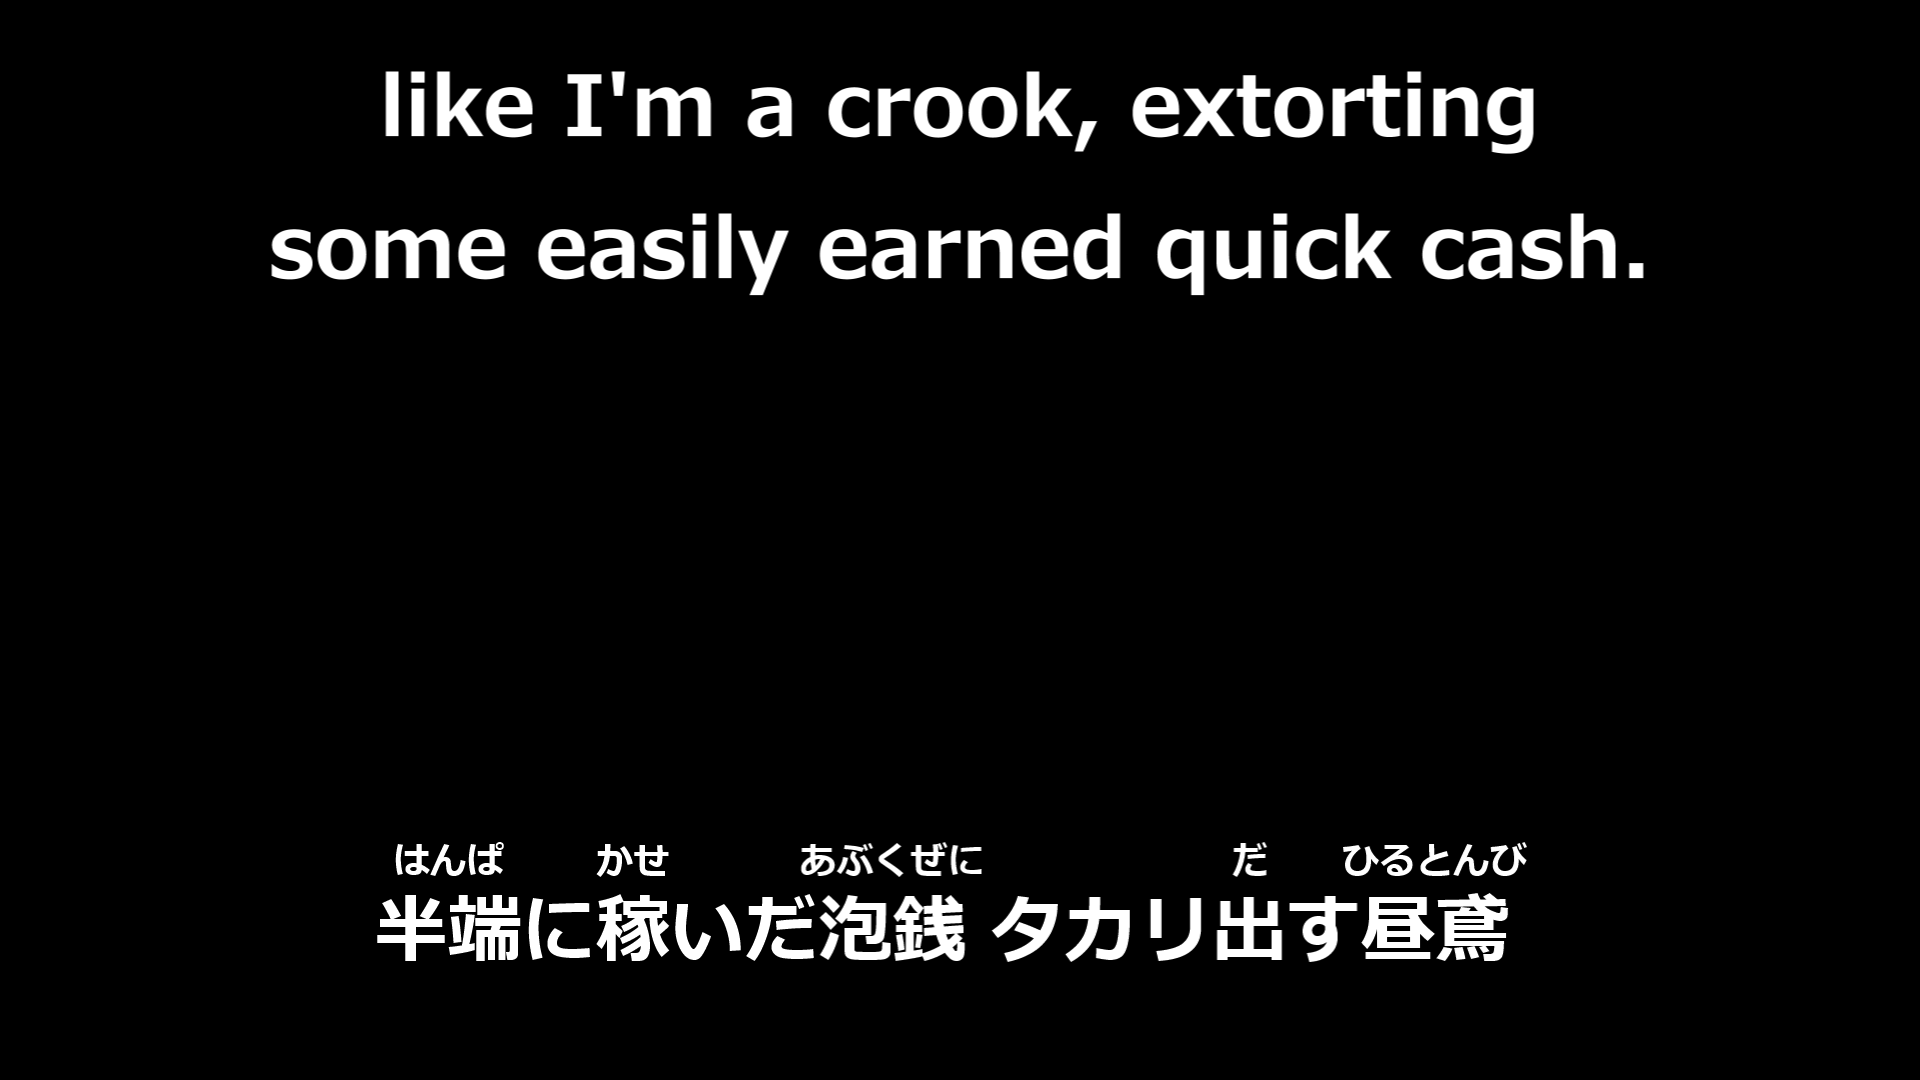 like I'm a crook, extorting
some easily earned quick cash.
はんぱ かせ あぶくぜに だ ひるとんび
半端に稼いだ泡銭 タカリ出す昼鳶